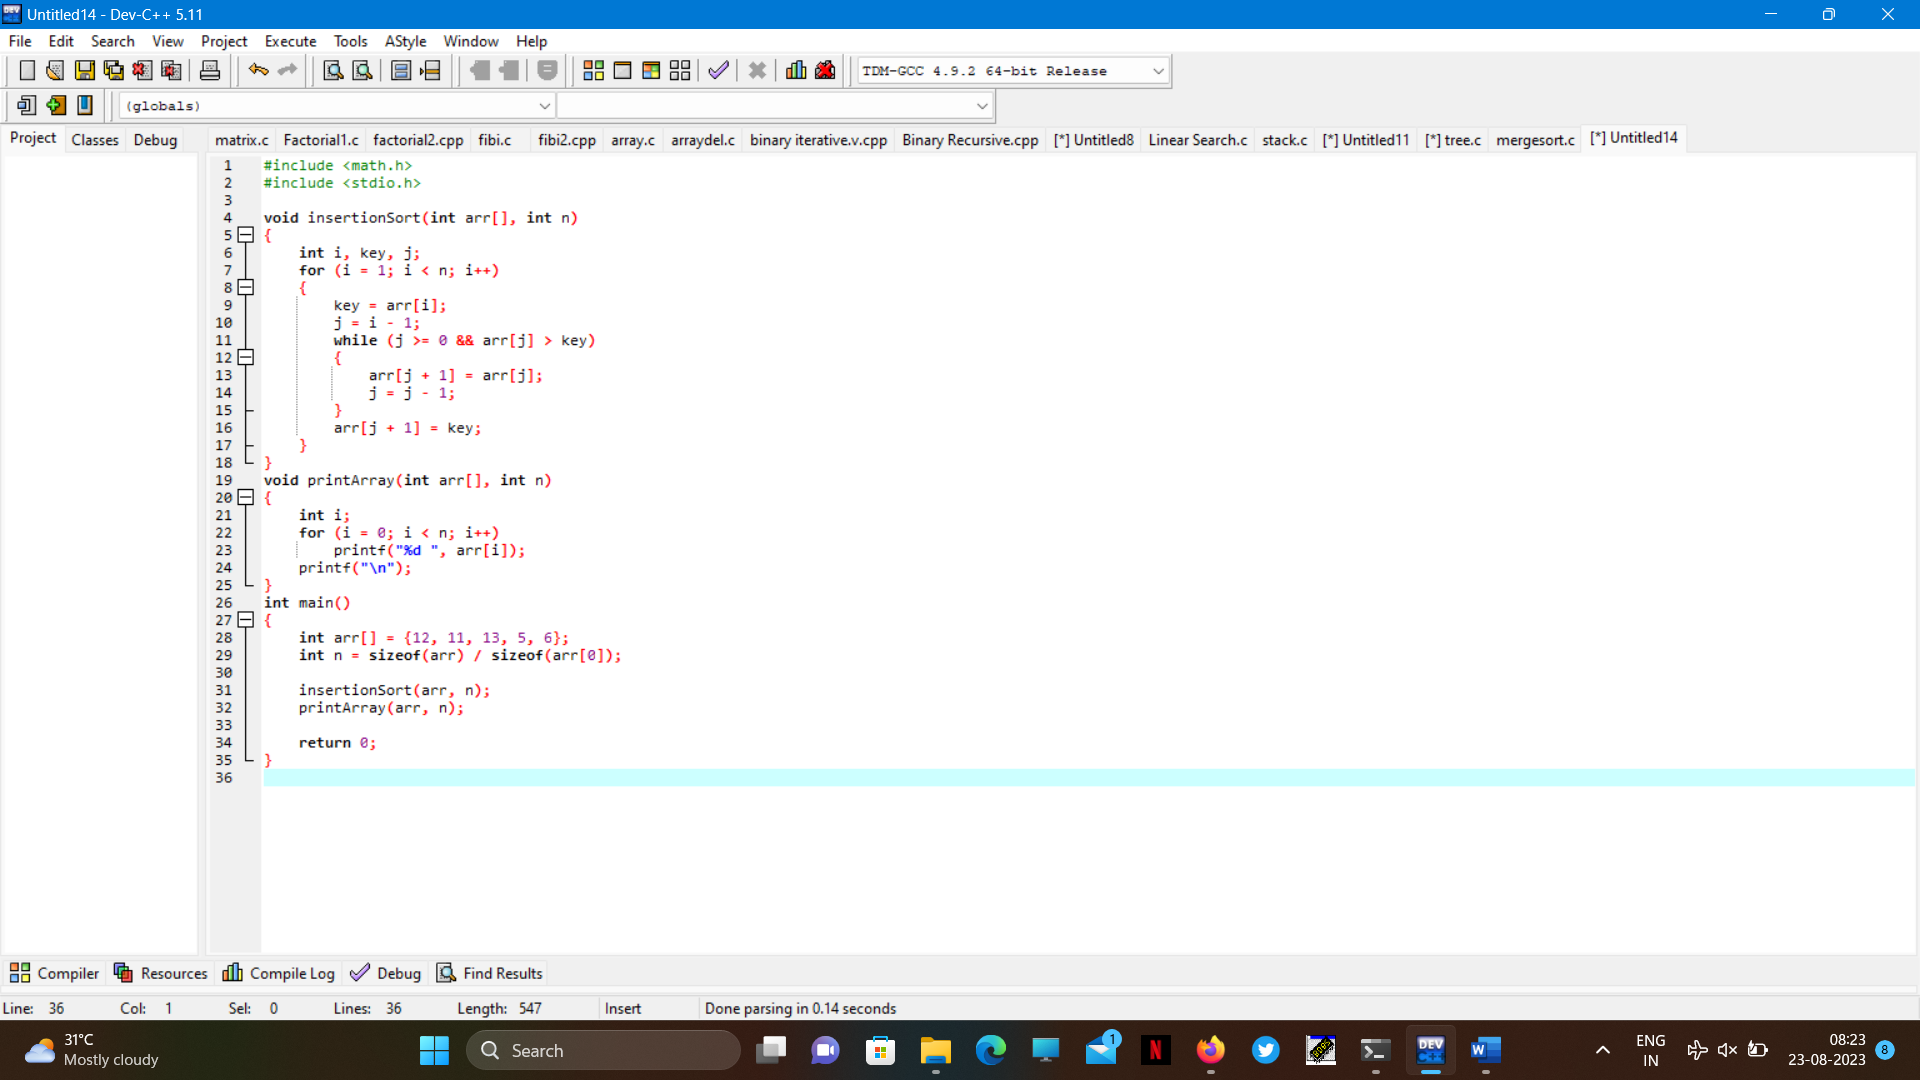 Untitled14 - Dev-C++ 5.11
File Edit Search View Project Execute Tools AStyle Window Help
TDM-GCC 4.9.2 64-bit Release
(globals)
Project Classes Debug
matrix.c Factorial1.c factorial2.cpp fibi.c fibi2.cpp array.c arraydel.c binary iterative.v.cpp Binary Recursive.cpp [*] Untitled8 Linear Search.c stack.c [*] Untitled11 [*] tree.c mergesort.c [*] Untitled14
1 #include <math.h>
2 #include <stdio.h>
3
4 void insertionSort(int arr[], int n)
5 {
6     int i, key, j;
7     for (i = 1; i < n; i++)
8     {
9         key = arr[i];
10         j = i - 1;
11         while (j >= 0 && arr[j] > key)
12         {
13             arr[j + 1] = arr[j];
14             j = j - 1;
15         }
16         arr[j + 1] = key;
17     }
18 }
19 void printArray(int arr[], int n)
20 {
21     int i;
22     for (i = 0; i < n; i++)
23         printf("%d ", arr[i]);
24     printf("\n");
25 }
26 int main()
27 {
28     int arr[] = {12, 11, 13, 5, 6};
29     int n = sizeof(arr) / sizeof(arr[0]);
30
31     insertionSort(arr, n);
32     printArray(arr, n);
33
34     return 0;
35 }
36
Compiler Resources Compile Log Debug Find Results
Line: 36 Col: 1 Sel: 0 Lines: 36 Length: 547 Insert Done parsing in 0.14 seconds
31°C
Mostly cloudy
Search
1
N
DEV
C++
W
ENG
IN
08:23
23-08-2023
8